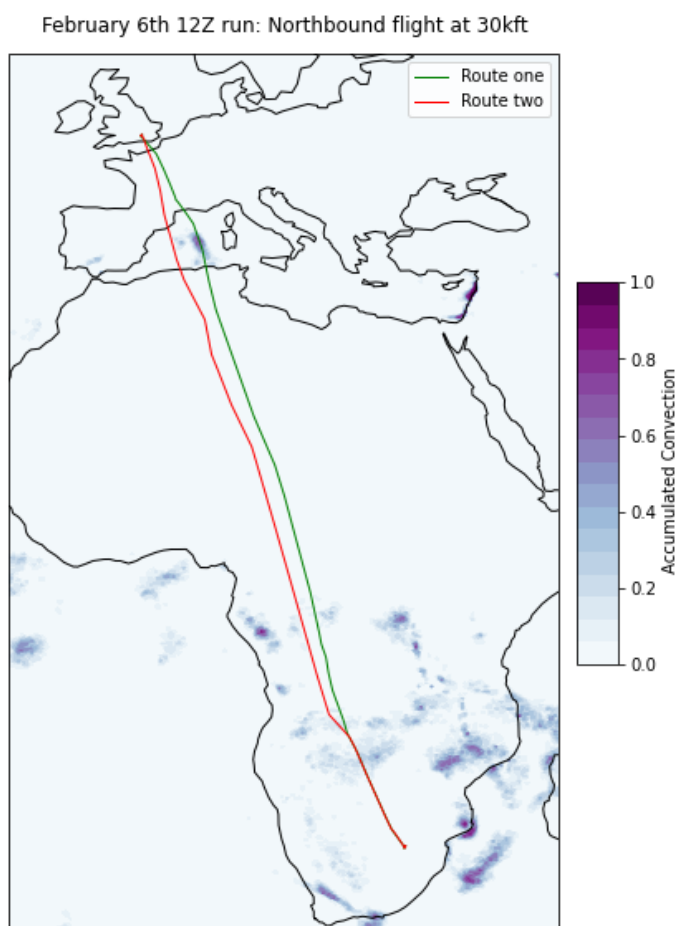 February 6th 12Z run: Northbound flight at 30kft
Route one
Route two
1.0
0.8
0.6
0.4
0.2
0.0
Accumulated Convection